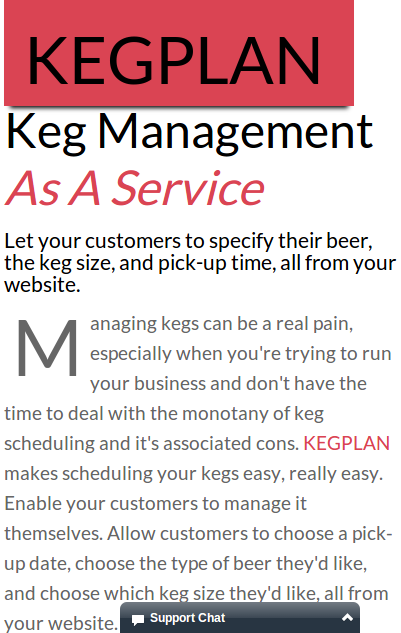 KEGPLAN
Keg Management
As A Service
Let your customers to specify their beer,
the keg size, and pick-up time, all from your
website.
Managing kegs can be a real pain,
especially when you're trying to run
your business and don't have the
time to deal with the monotany of keg
scheduling and it's associated cons. KEGPLAN
makes scheduling your kegs easy, really easy.
Enable your customers to manage it
themselves. Allow customers to choose a pick-
up date, choose the type of beer they'd like,
and choose which keg size they'd like, all from
your website.
Support Chat